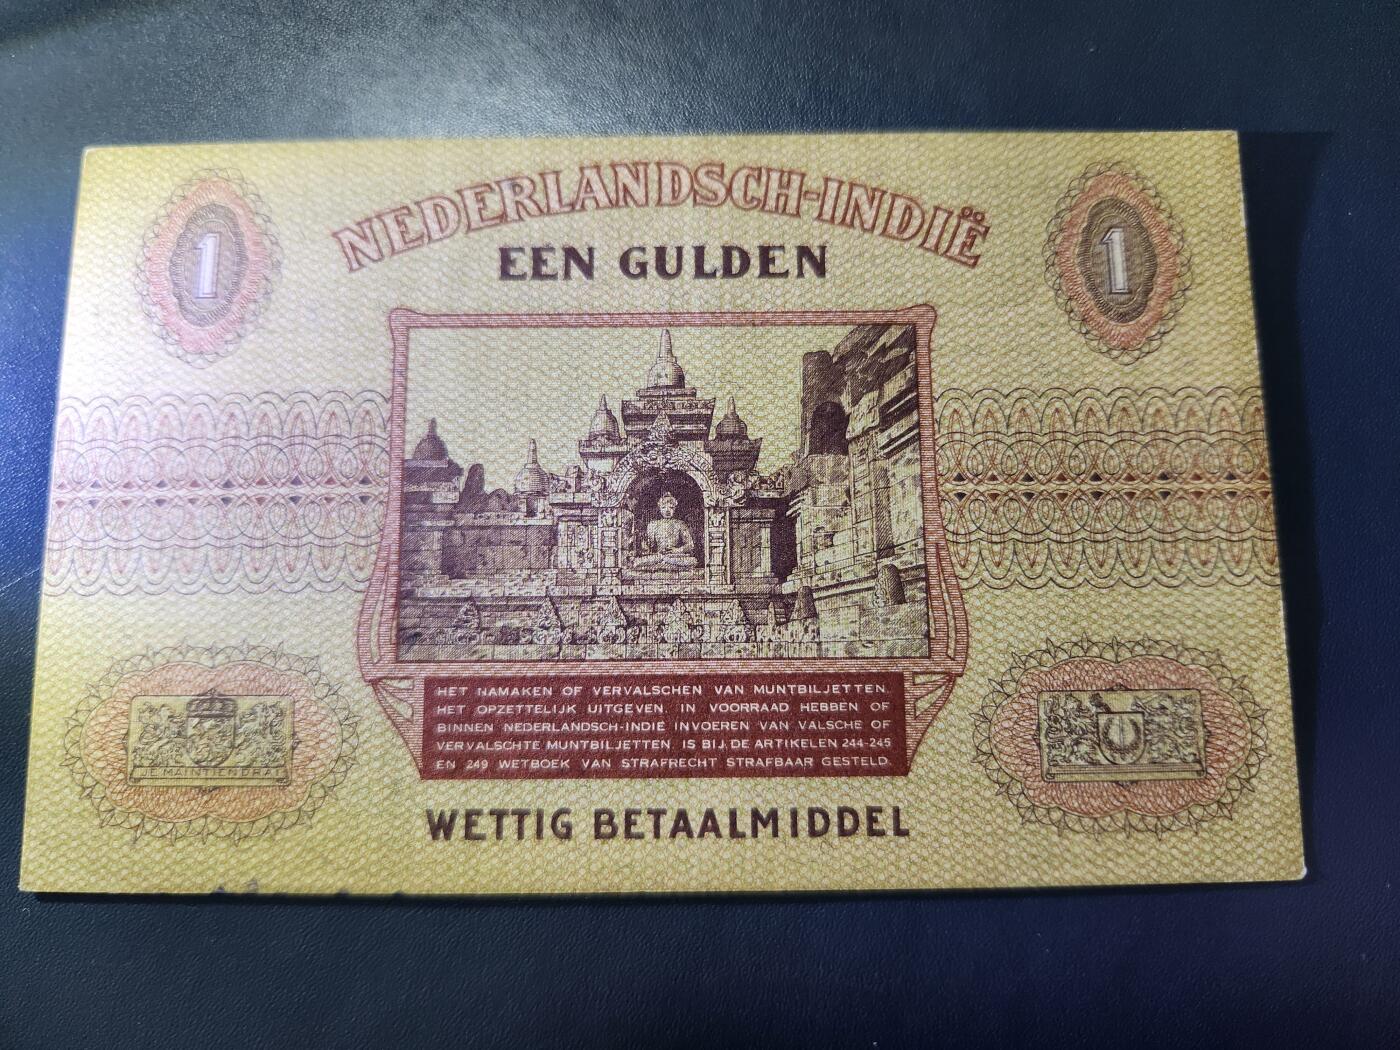 NEDERLANDSCH-INDIË
EÉN GULDEN
1
1
HET NAMAKEN OF VERVALSCHEN VAN MUNTBILJETTEN,
HET OPZETTELIJK UITGEVEN, IN VOORRAAD HEBBEN OF
BINNEN NEDERLANDSCH-INDIË INVOEREN VAN VALSCHE OF
VERVALSCHTE MUNTBILJETTEN, IS BIJ DE ARTIKELEN 244-245
EN 249 WETBOEK VAN STRAFRECHT STRAFBAAR GESTELD.
JE MAINTIENDRAI
WETTIG BETAALMIDDEL